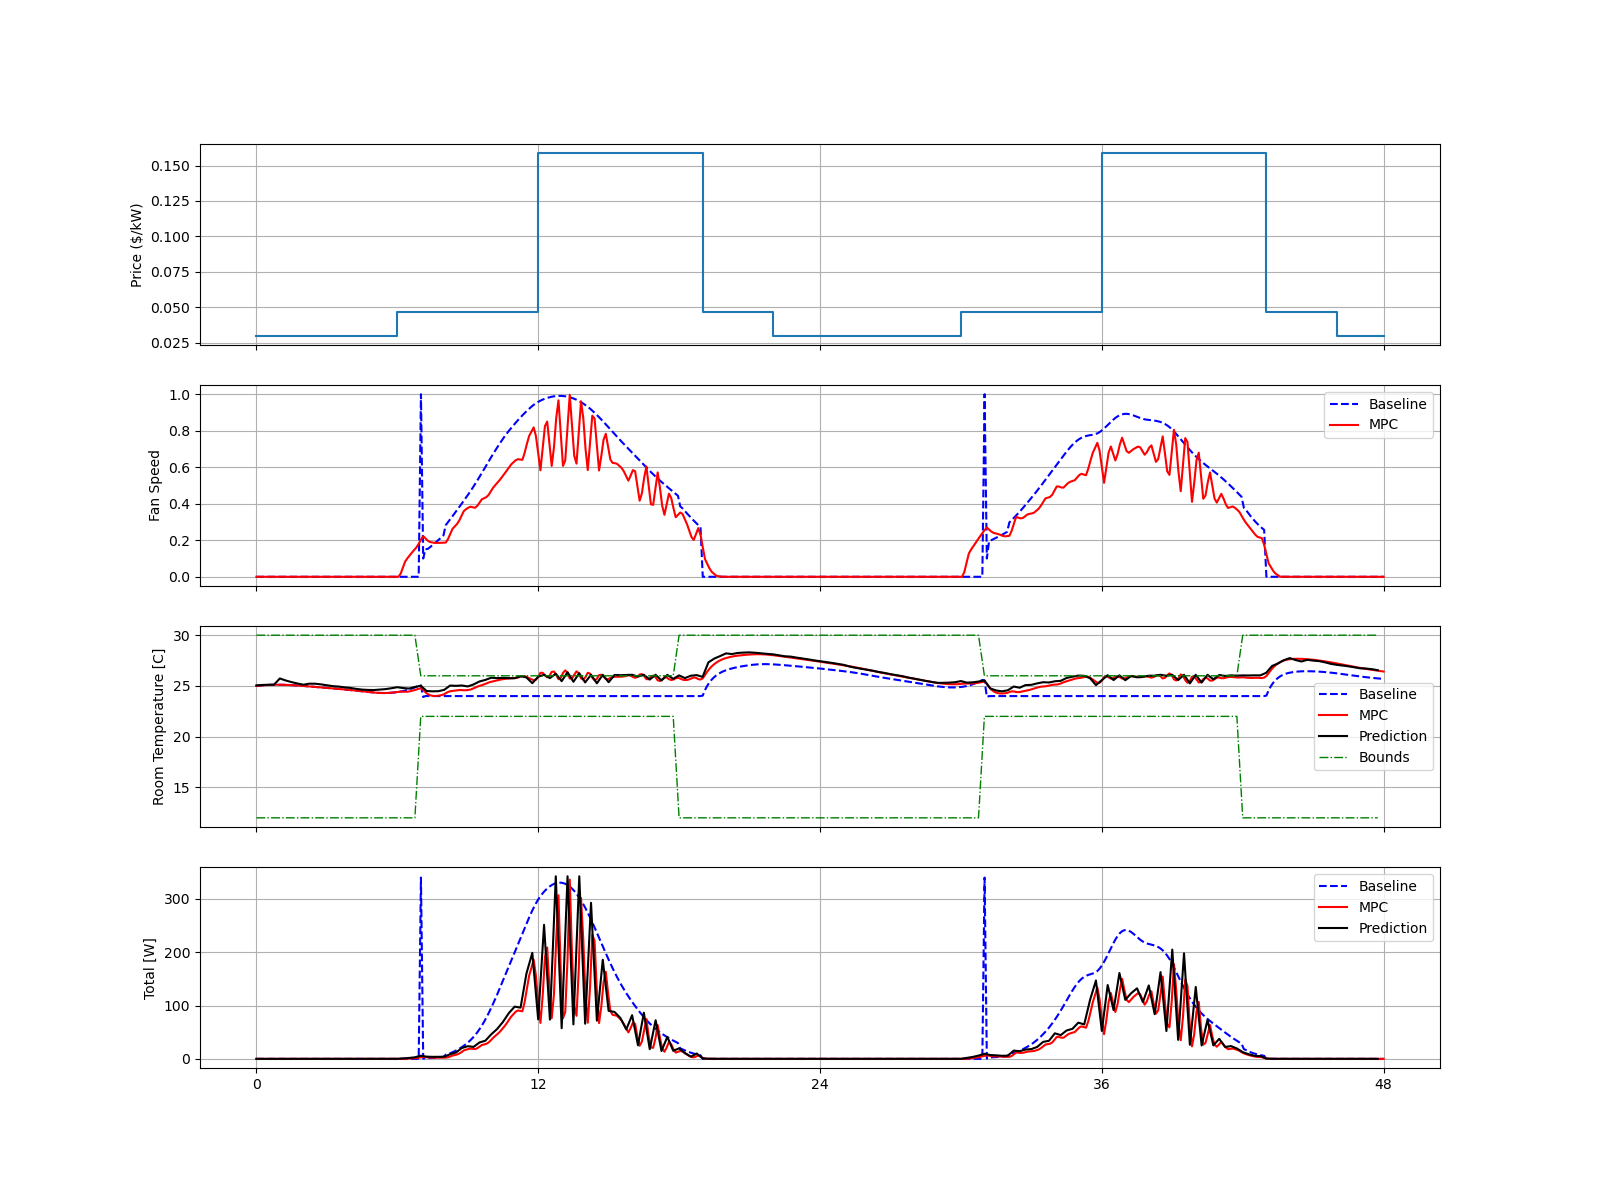 Price ($/kW)
0.150
0.125
0.100
0.075
0.050
0.025
Fan Speed
1.0
0.8
0.6
0.4
0.2
0.0
Baseline
MPC
Room Temperature [C]
30
25
20
15
Baseline
MPC
Prediction
Bounds
Total [W]
300
200
100
0
Baseline
MPC
Prediction
0 12 24 36 48